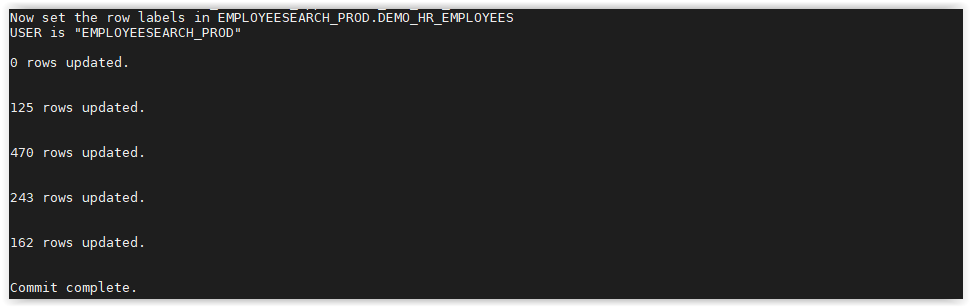 Now set the row labels in EMPLOYEESEARCH_PROD.DEMO_HR_EMPLOYEES
USER is "EMPLOYEESEARCH_PROD"
0 rows updated.
125 rows updated.
470 rows updated.
243 rows updated.
162 rows updated.
Commit complete.